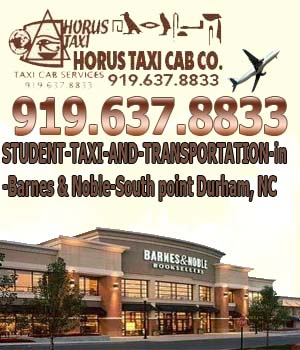 HORUS
TAXI
HORUS TAXI CAB CO.
TAXI CAB SERVICES
919.637.8833
919.637.8833
919.637.8833
STUDENT-TAXI-AND-TRANSPORTATION-in
-Barnes & Noble-South point Durham, NC
BARNES&NOBLE
BOOKSELLERS